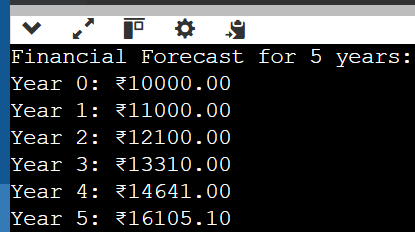 Financial Forecast for 5 years:
Year 0: ₹10000.00
Year 1: ₹11000.00
Year 2: ₹12100.00
Year 3: ₹13310.00
Year 4: ₹14641.00
Year 5: ₹16105.10